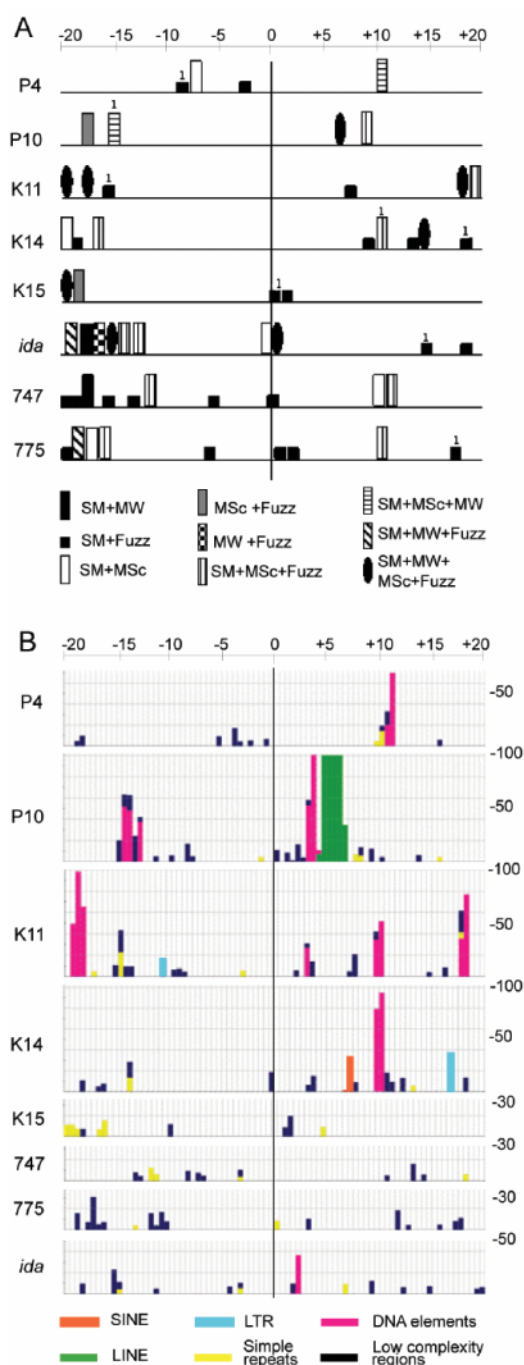 A
-20 -15 -10 -5 0 +5 +10 +15 +20
P4 1
P10 1
K11 1
K14 1 1
K15 1
ida 1
747
775 1
SM+MW MSc +Fuzz SM+MSc+MW
SM+Fuzz MW +Fuzz SM+MW+Fuzz
SM+MSc SM+MSc+Fuzz SM+MW+
MSc+Fuzz
B
-20 -15 -10 -5 0 +5 +10 +15 +20
P4 -50
-100
P10 -50
-100
K11 -50
-100
K14 -50
K15 -30
747 -30
775 -30
ida -50
SINE LTR DNA elements
LINE Simple repeats Low complexity regions